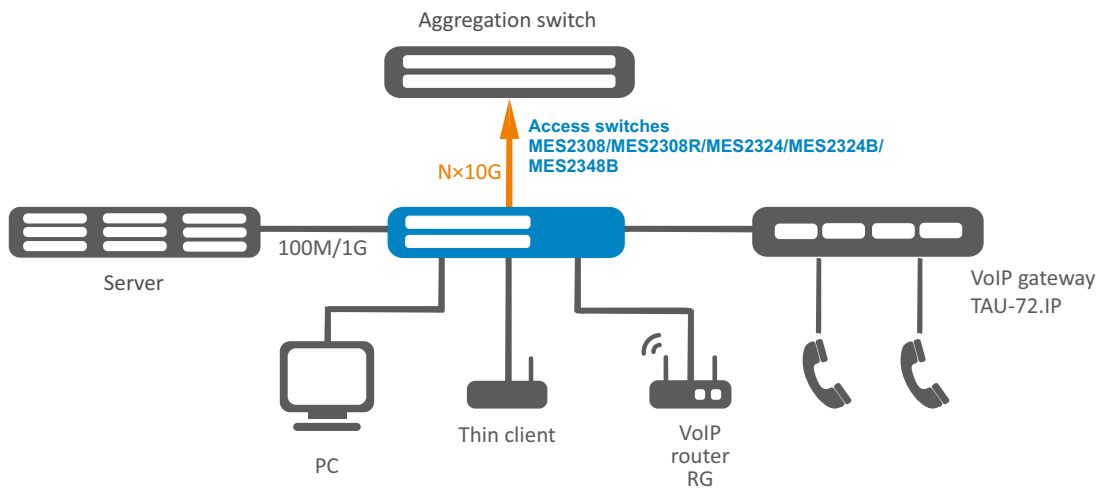 Aggregation switch
Access switches
MES2308/MES2308R/MES2324/MES2324B/
MES2348B
N×10G
100M/1G
Server
VoIP gateway
TAU-72.IP
PC
Thin client
VoIP
router
RG